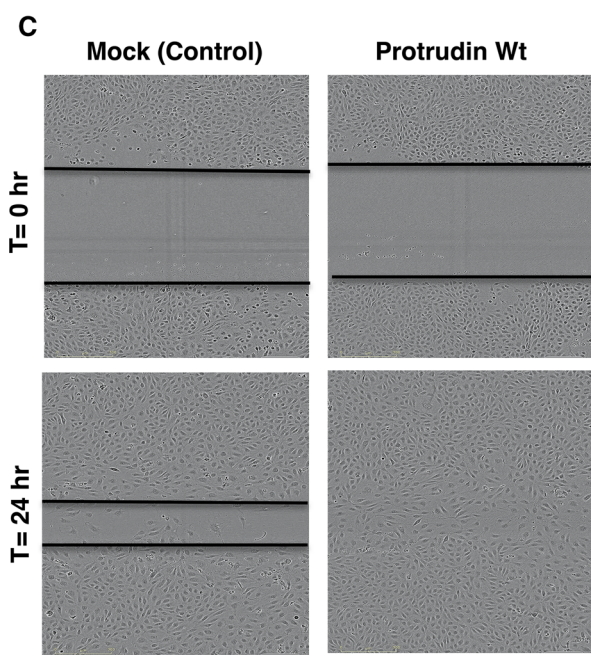 C
Mock (Control)
Protrudin Wt
T= 0 hr
T= 24 hr